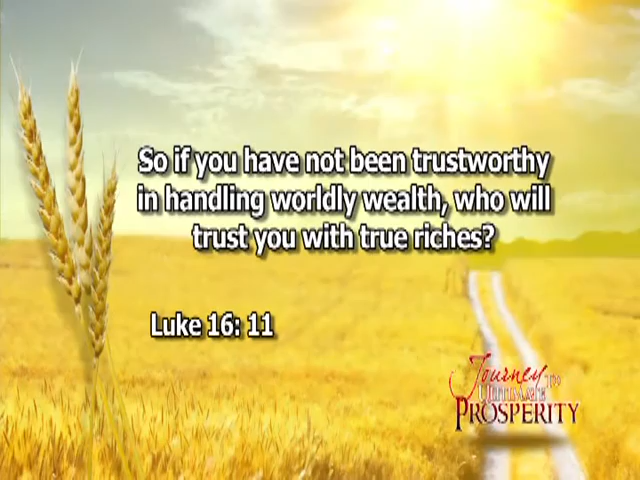 So if you have not been trustworthy
in handling worldly wealth, who will
trust you with true riches?
Luke 16: 11
Journey TO
ULTIMATE
PROSPERITY